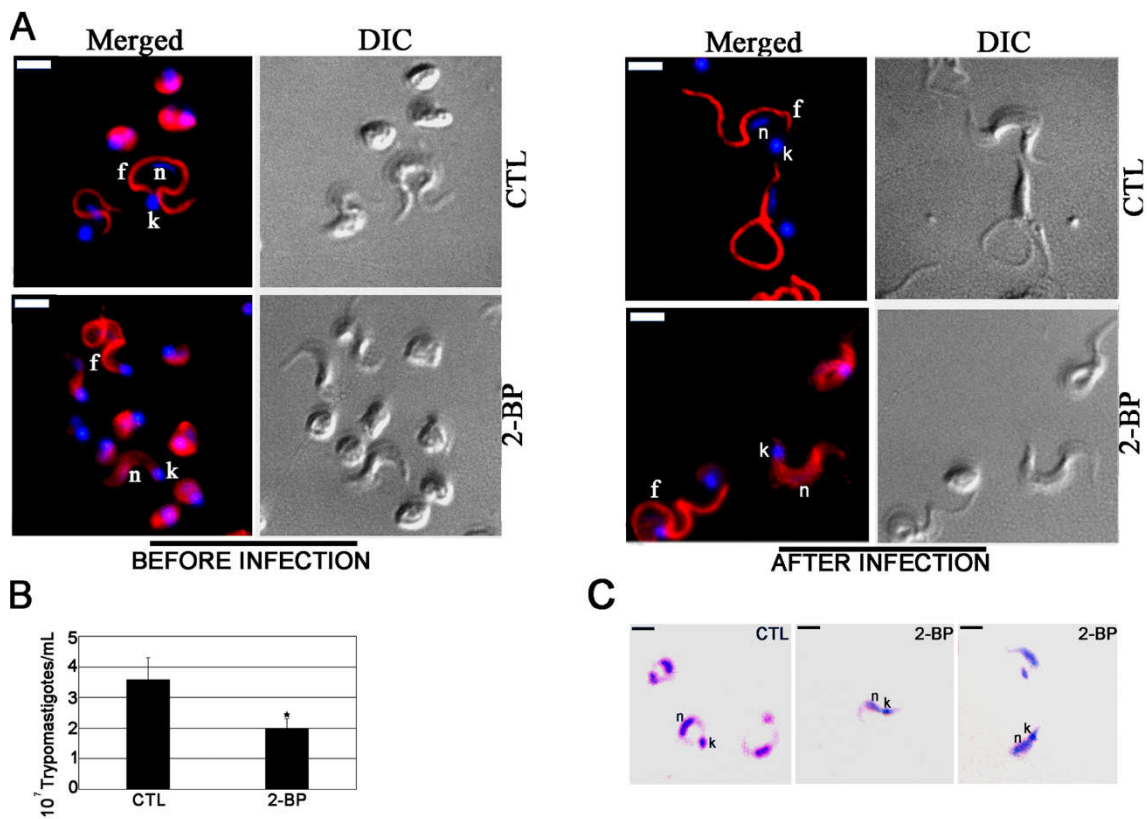 A
Merged DIC
Merged DIC
f
n
k
CTL
f
n
k
CTL
f
n
k
2-BP
k
n
f
2-BP
BEFORE INFECTION
AFTER INFECTION
B
10⁷ Trypomastigotes/mL
5
4
3
2
1
0
*
CTL 2-BP
C
CTL
n
k
2-BP
n
k
2-BP
n
k